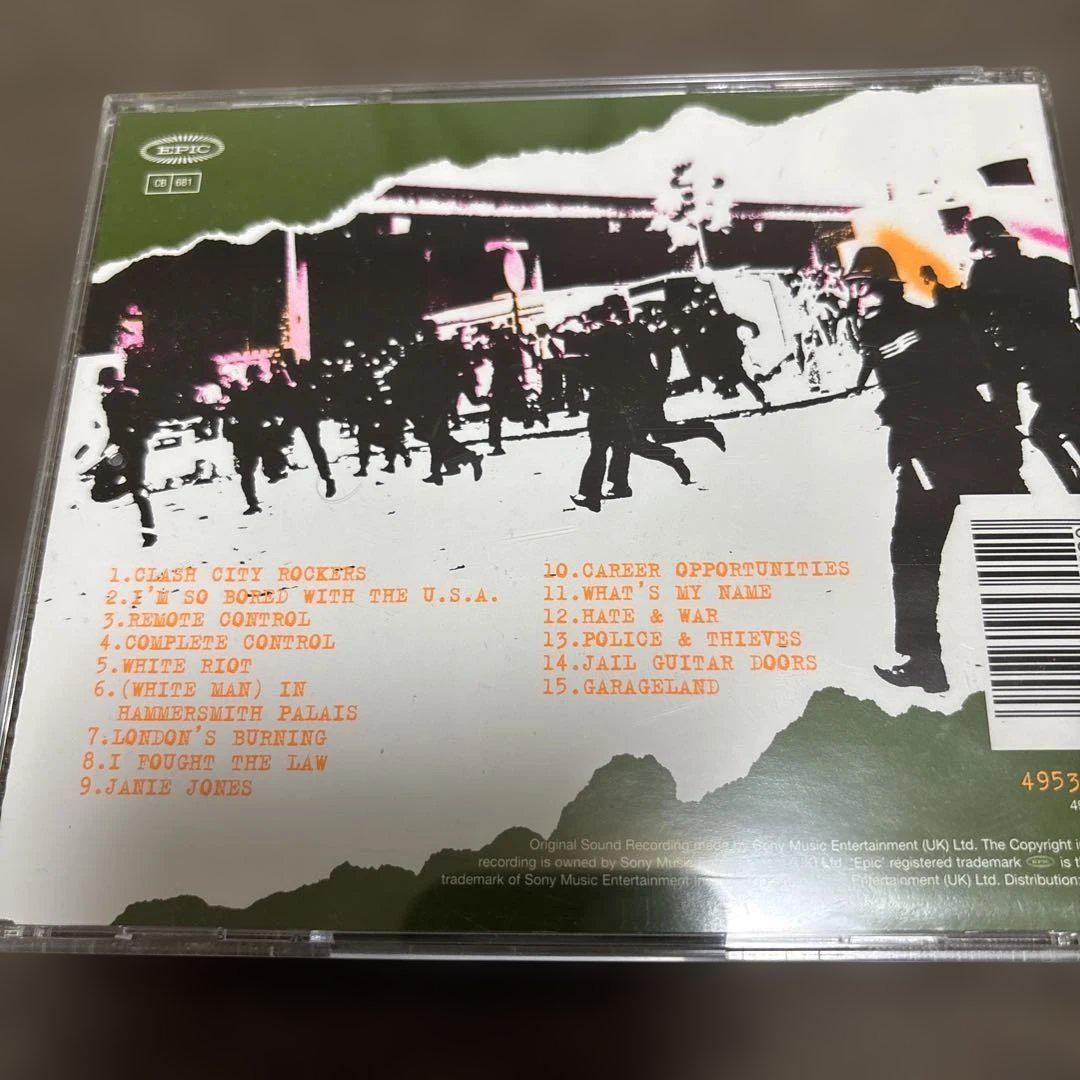 EPIC
CB 681
1.CLASH CITY ROCKERS
2.I'M SO BORED WITH THE U.S.A.
3.REMOTE CONTROL
4.COMPLETE CONTROL
5.WHITE RIOT
6.(WHITE MAN) IN
HAMMERSMITH PALAIS
7.LONDON'S BURNING
8.I FOUGHT THE LAW
9.JANIE JONES
10.CAREER OPPORTUNITIES
11.WHAT'S MY NAME
12.HATE & WAR
13.POLICE & THIEVES
14.JAIL GUITAR DOORS
15.GARAGELAND
4953
Original Sound Recording made by Sony Music Entertainment (UK) Ltd. The Copyright
recording is owned by Sony Music (UK) Ltd. 'Epic' registered trademark EPIC is
trademark of Sony Music Entertainment Entertainment (UK) Ltd. Distribution: